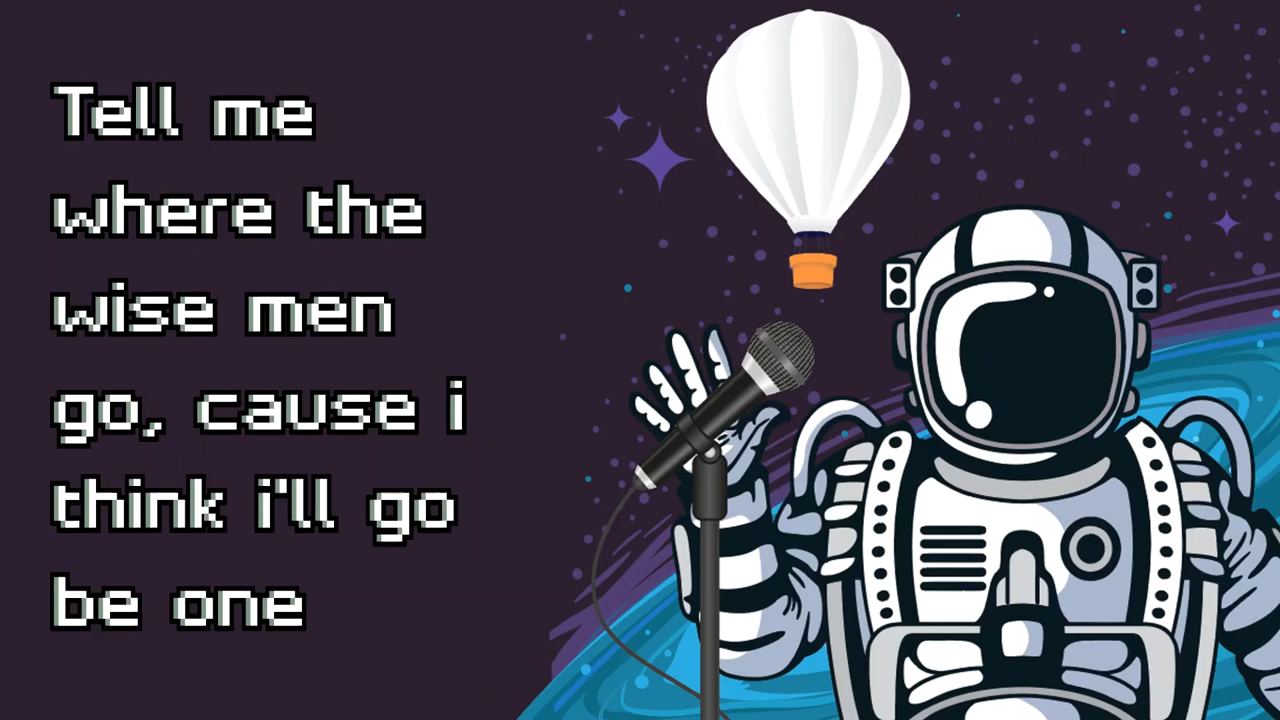 Tell me
where the
wise men
go, cause i
think i'll go
be one